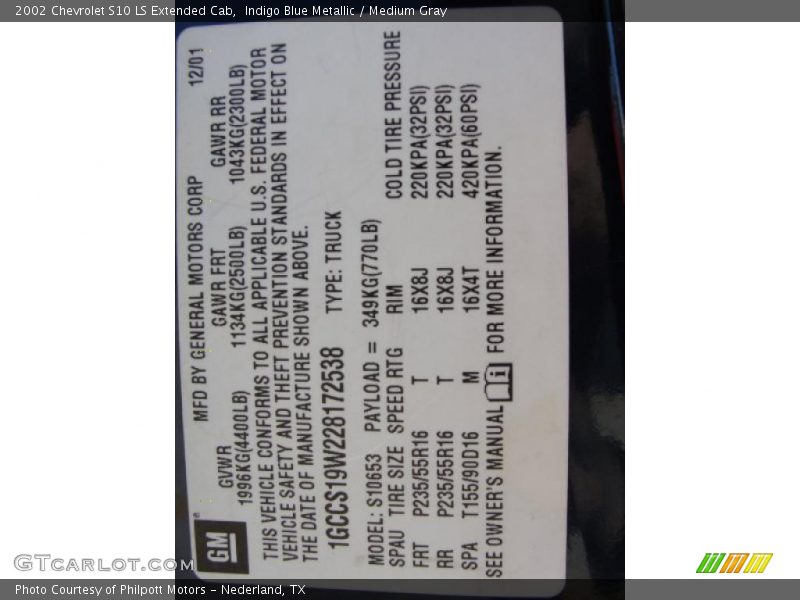 2002 Chevrolet S10 LS Extended Cab,  Indigo Blue Metallic / Medium Gray
GM
®
MFD BY GENERAL MOTORS CORP 12/01
GVWR GAWR FRT GAWR RR
1996KG(4400LB) 1134KG(2500LB) 1043KG(2300LB)
THIS VEHICLE CONFORMS TO ALL APPLICABLE U.S. FEDERAL MOTOR
VEHICLE SAFETY AND THEFT PREVENTION STANDARDS IN EFFECT ON
THE DATE OF MANUFACTURE SHOWN ABOVE.
1GCCS19W228172538 TYPE: TRUCK
MODEL: S10653 PAYLOAD = 349KG(770LB)
SPAU TIRE SIZE SPEED RTG RIM COLD TIRE PRESSURE
FRT P235/55R16 T 16X8J 220KPA(32PSI)
RR P235/55R16 T 16X8J 220KPA(32PSI)
SPA T155/90D16 M 16X4T 420KPA(60PSI)
SEE OWNER'S MANUAL i FOR MORE INFORMATION.
GTCarLot.com
Photo Courtesy of Philpott Motors - Nederland, TX